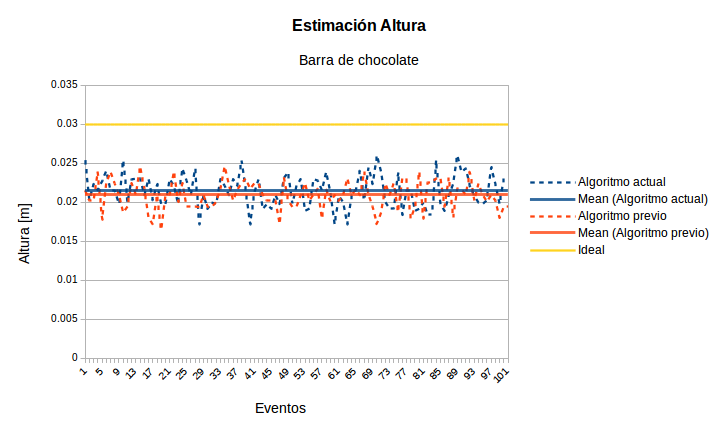 Estimación Altura
Barra de chocolate
0.035
0.03
0.025
0.02
0.015
0.01
0.005
0
Altura [m]
1 5 9 13 17 21 25 29 33 37 41 45 49 53 57 61 65 69 73 77 81 85 89 93 97 101
Eventos
Algoritmo actual
Mean (Algoritmo actual)
Algoritmo previo
Mean (Algoritmo previo)
Ideal